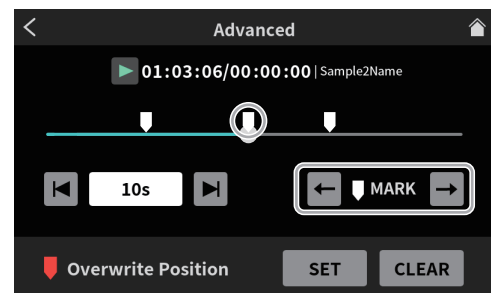 Advanced
01:03:06/00:00:00 | Sample2Name
10s
MARK
Overwrite Position
SET
CLEAR